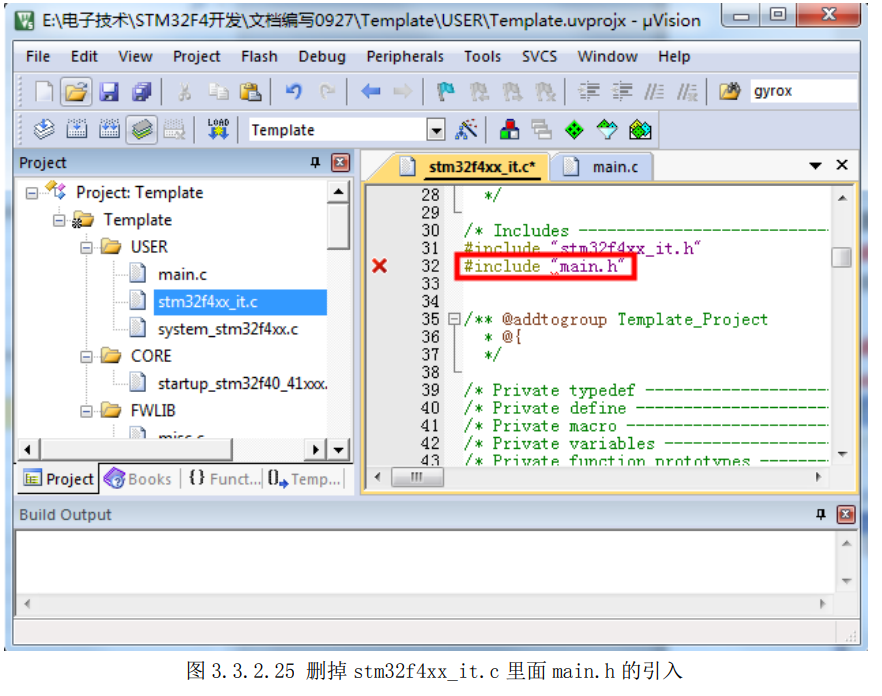 E:\电子技术\STM32F4开发\文档编写0927\Template\USER\Template.uvprojx - µVision
File Edit View Project Flash Debug Peripherals Tools SVCS Window Help
gyrox
LOAD Template
Project
stm32f4xx_it.c* main.c
Project: Template
Template
USER
main.c
stm32f4xx_it.c
system_stm32f4xx.c
CORE
startup_stm32f40_41xxx.
FWLIB
misc.c
28 */
29
30 /* Includes ---------------------------
31 #include "stm32f4xx_it.h"
32 #include "main.h"
33
34
35 /** @addtogroup Template_Project
36 * @{
37 */
38
39 /* Private typedef --------------------
40 /* Private define ---------------------
41 /* Private macro ----------------------
42 /* Private variables ------------------
43 /* Private function prototypes --------
Project Books {} Funct... Temp...
Build Output
图 3.3.2.25 删掉 stm32f4xx_it.c 里面 main.h 的引入